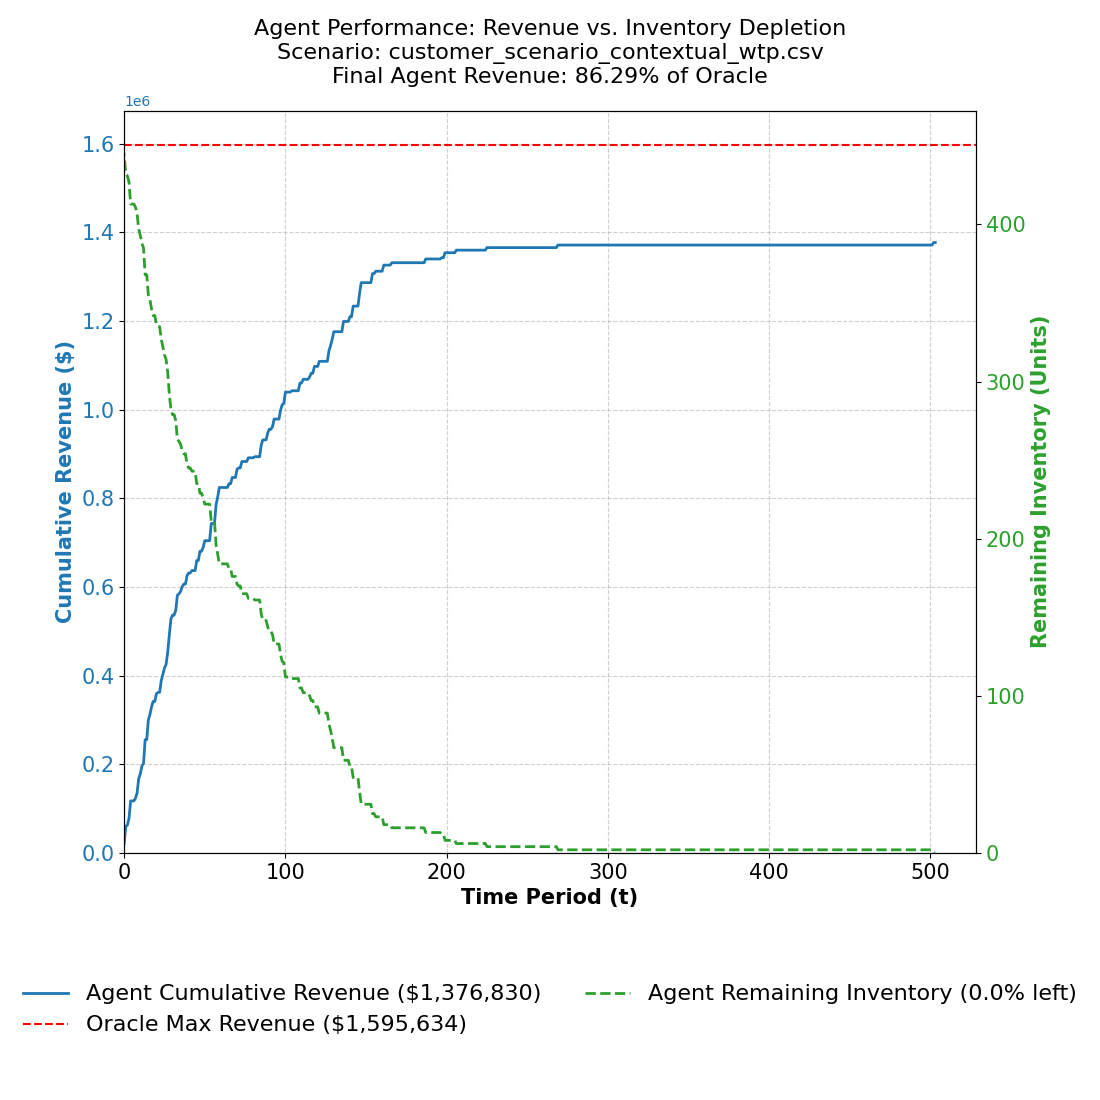 Agent Performance: Revenue vs. Inventory Depletion
Scenario: customer_scenario_contextual_wtp.csv
Final Agent Revenue: 86.29% of Oracle
1e6
1.6
1.4
1.2
1.0
0.8
0.6
0.4
0.2
0.0
Cumulative Revenue ($)
400
300
200
100
0
Remaining Inventory (Units)
0 100 200 300 400 500
Time Period (t)
Agent Cumulative Revenue ($1,376,830)
Oracle Max Revenue ($1,595,634)
Agent Remaining Inventory (0.0% left)